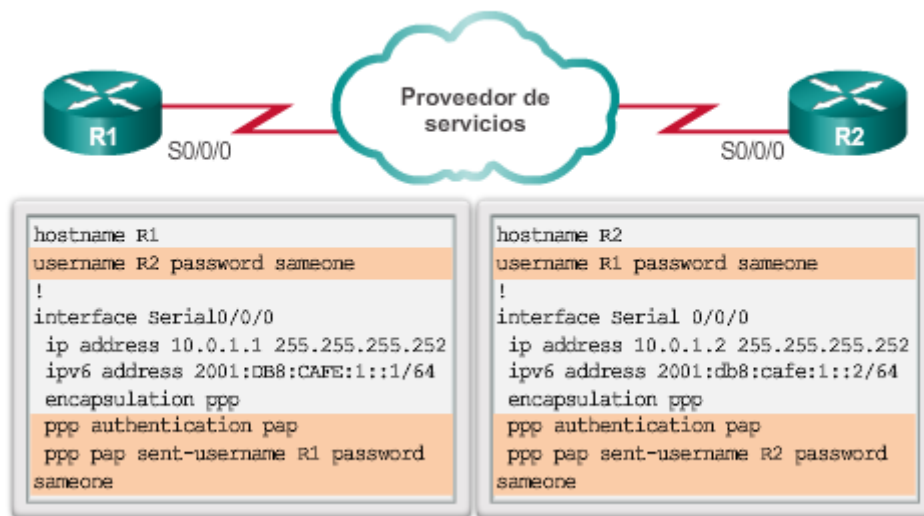 Proveedor de
servicios
R1
S0/0/0
S0/0/0
R2
hostname R1
username R2 password sameone
!
interface Serial0/0/0
ip address 10.0.1.1 255.255.255.252
ipv6 address 2001:DB8:CAFE:1::1/64
encapsulation ppp
ppp authentication pap
ppp pap sent-username R1 password
sameone
hostname R2
username R1 password sameone
!
interface Serial 0/0/0
ip address 10.0.1.2 255.255.255.252
ipv6 address 2001:db8:cafe:1::2/64
encapsulation ppp
ppp authentication pap
ppp pap sent-username R2 password
sameone